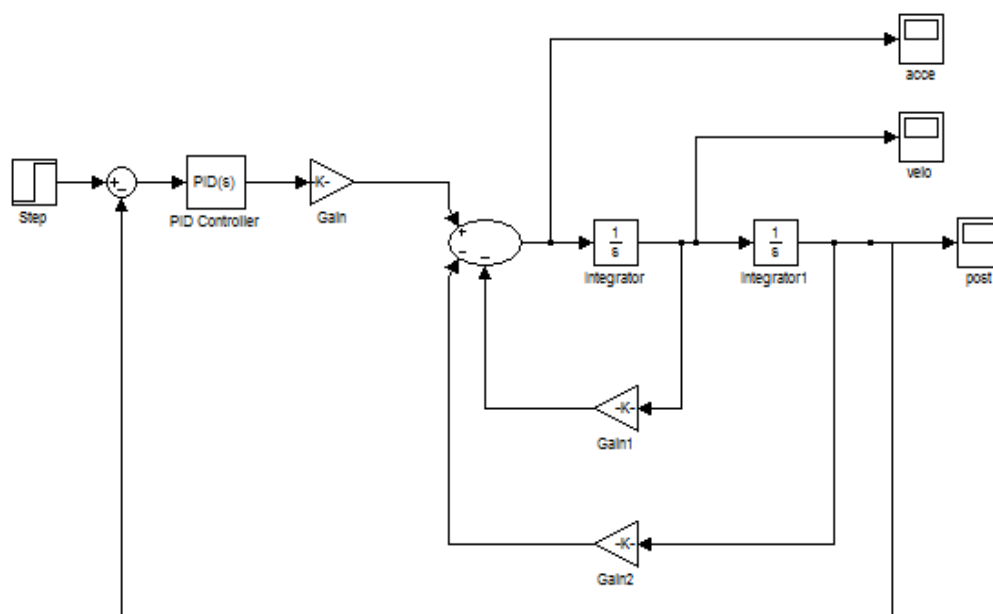 acce
velo
Step
+
−
PID(s)
PID Controller
K-
Gain
+
−
−
1
s
Integrator
1
s
Integrator1
post
-K-
Gain1
-K-
Gain2